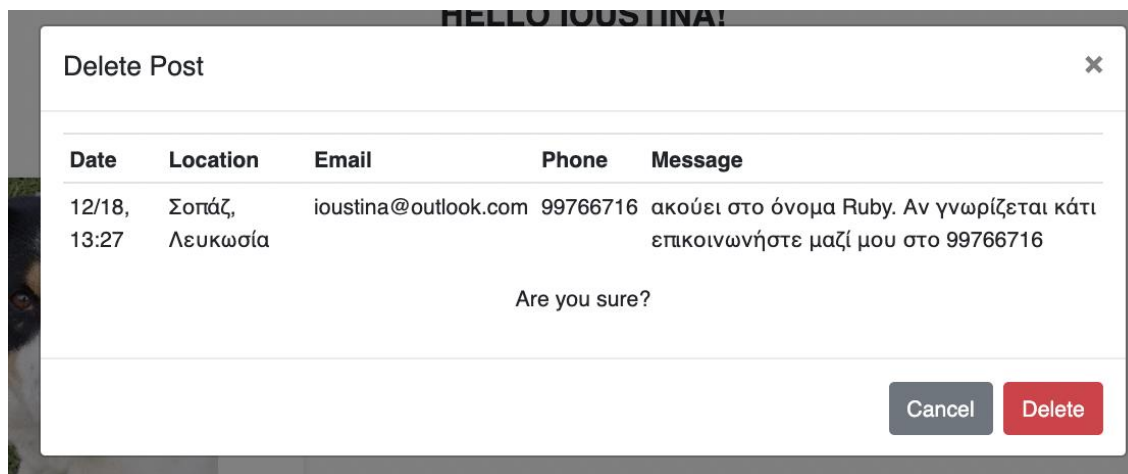 HELLO IOUSTINA!
Delete Post
×
Date Location Email Phone Message
12/18, Σοπάζ, ioustina@outlook.com 99766716 ακούει στο όνομα Ruby. Αν γνωρίζεται κάτι
13:27 Λευκωσία επικοινωνήστε μαζί μου στο 99766716
Are you sure?
Cancel Delete